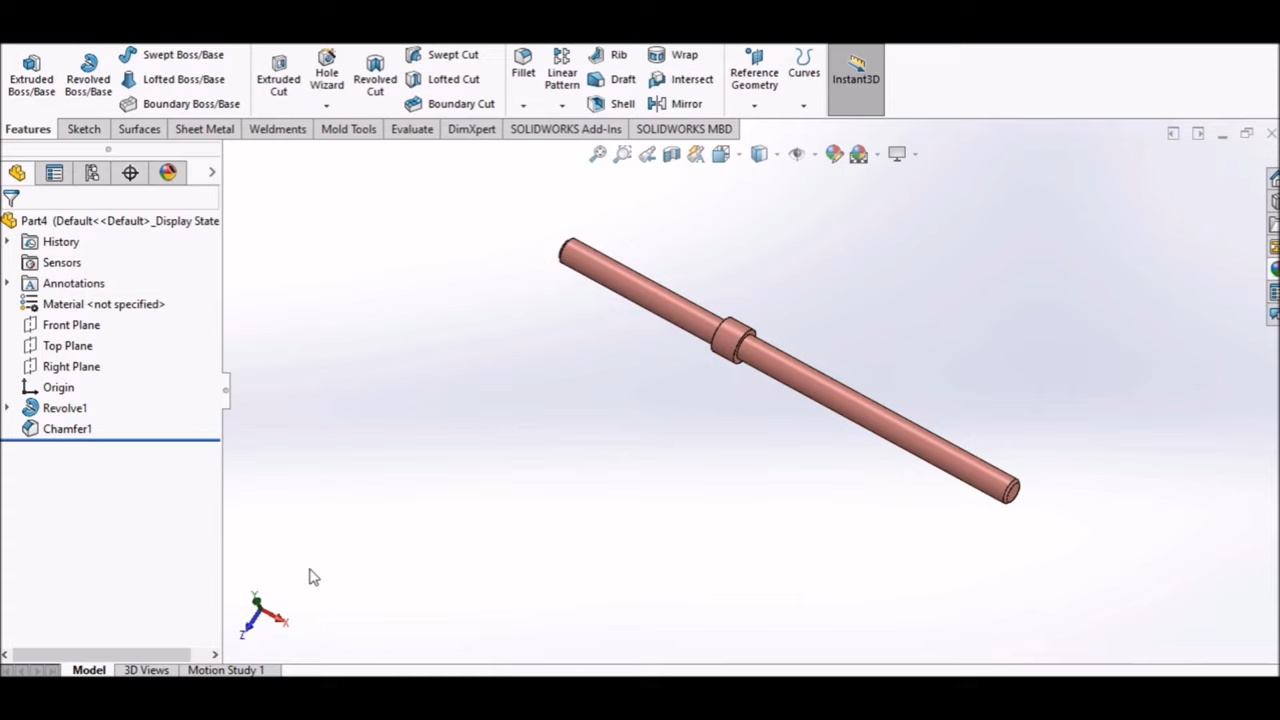 Extruded Boss/Base
Revolved Boss/Base
Swept Boss/Base
Lofted Boss/Base
Boundary Boss/Base
Extruded Cut
Hole Wizard
Revolved Cut
Swept Cut
Lofted Cut
Boundary Cut
Fillet
Linear Pattern
Rib
Draft
Shell
Wrap
Intersect
Mirror
Reference Geometry
Curves
Instant3D
Features
Sketch
Surfaces
Sheet Metal
Weldments
Mold Tools
Evaluate
DimXpert
SOLIDWORKS Add-Ins
SOLIDWORKS MBD
Part4 (Default<<Default>_Display State
History
Sensors
Annotations
Material <not specified>
Front Plane
Top Plane
Right Plane
Origin
Revolve1
Chamfer1
Y
X
Z
Model
3D Views
Motion Study 1